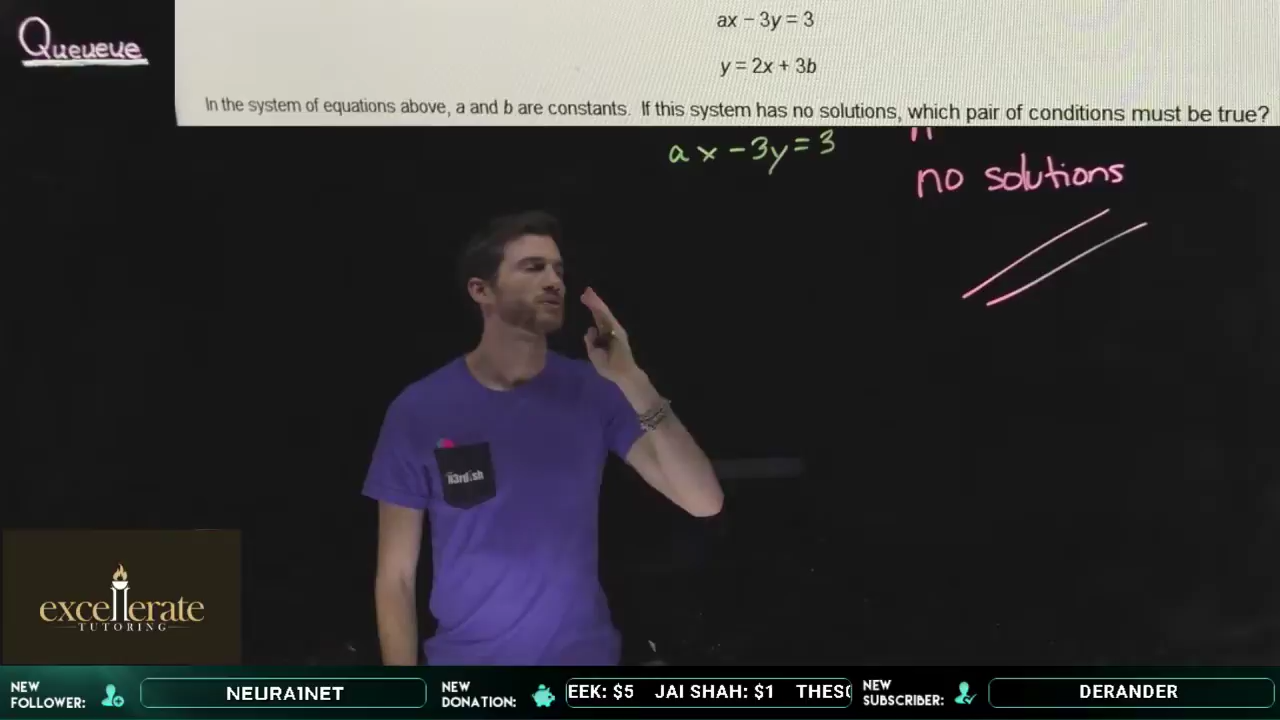 Queueue
ax − 3y = 3
y = 2x + 3b
In the system of equations above, a and b are constants. If this system has no solutions, which pair of conditions must be true?
ax − 3y = 3
no solutions
n3rdish
excellerate
TUTORING
NEW FOLLOWER:
NEURA1NET
NEW DONATION:
EEK: $5 JAI SHAH: $1 THES
NEW SUBSCRIBER:
DERANDER